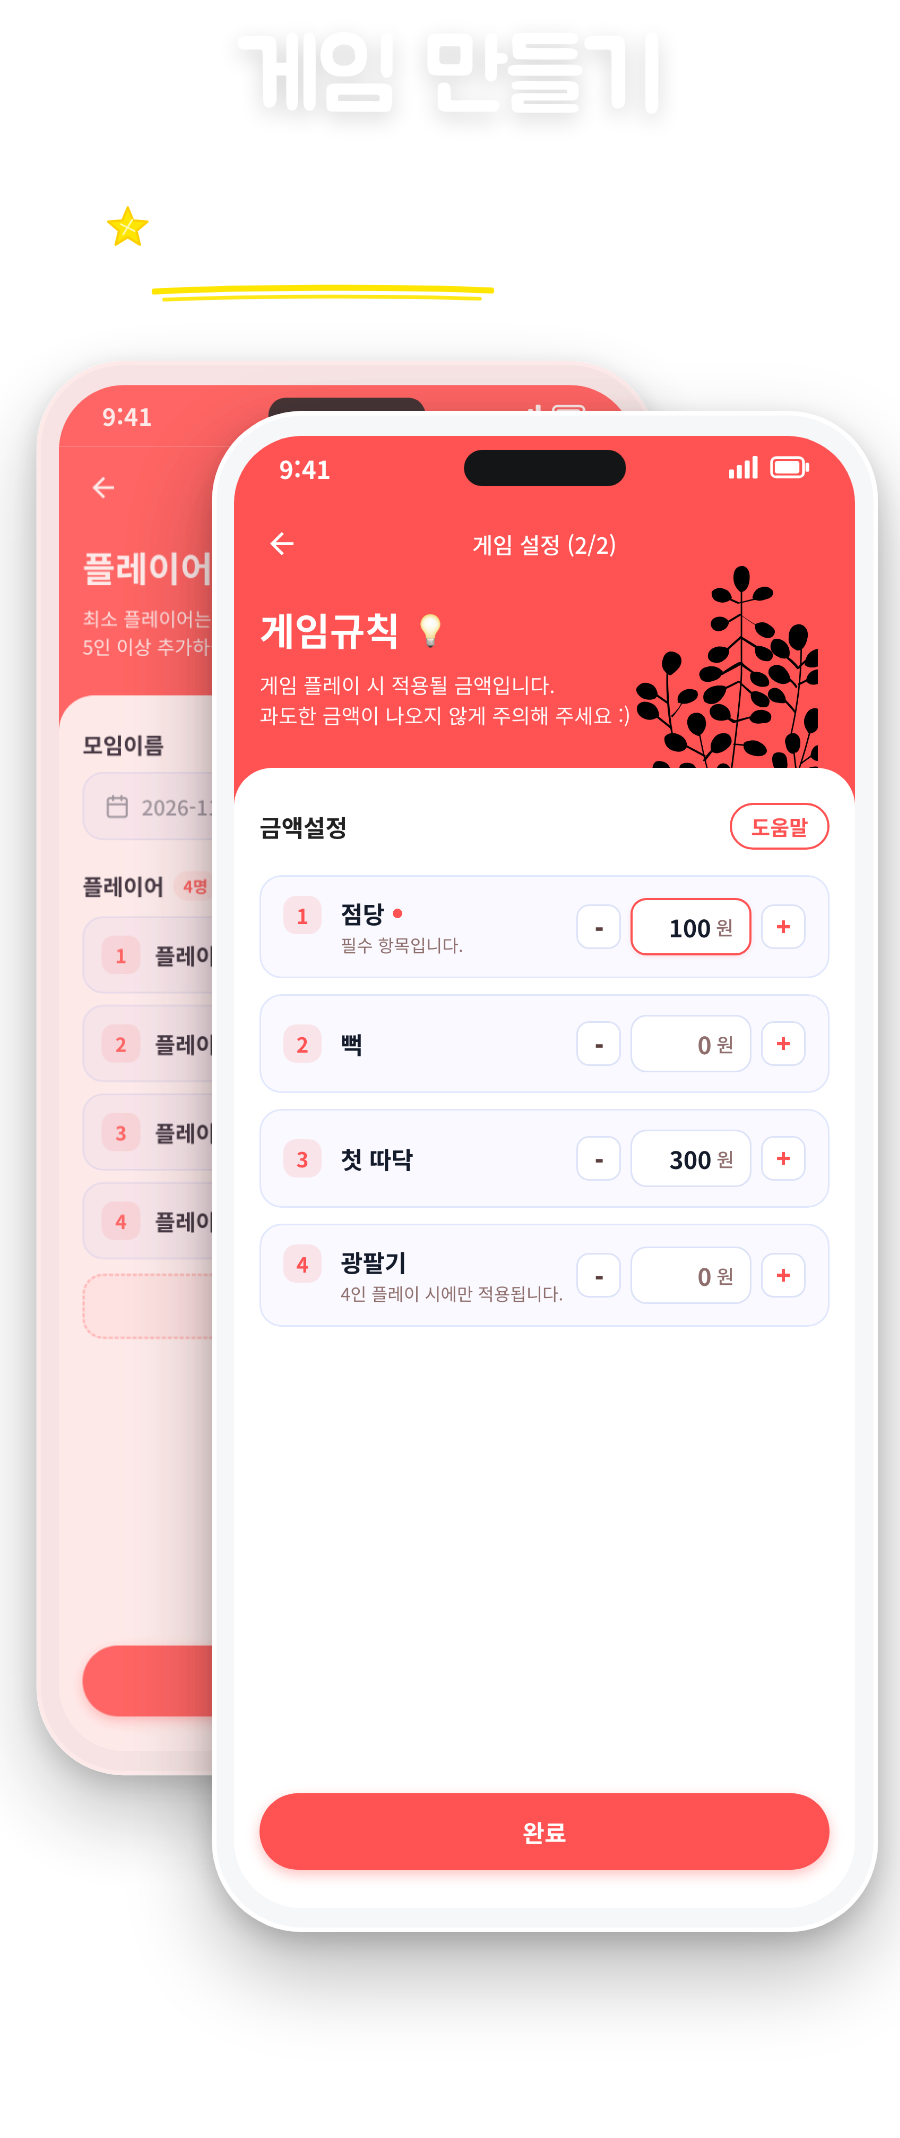 게임 만들기
9:41
플레이어
최소 플레이어는
5인 이상 추가하
모임이름
플레이어 4명
1 플레이
2 플레이
3 플레이
4 플레이
9:41
게임 설정 (2/2)
게임규칙
게임 플레이 시 적용될 금액입니다.
과도한 금액이 나오지 않게 주의해 주세요 :)
금액설정
도움말
1 점당 - 100 원 +
필수 항목입니다.
2 뻑 - 0 원 +
3 첫 따닥 - 300 원 +
4 광팔기 - 0 원 +
4인 플레이 시에만 적용됩니다.
완료